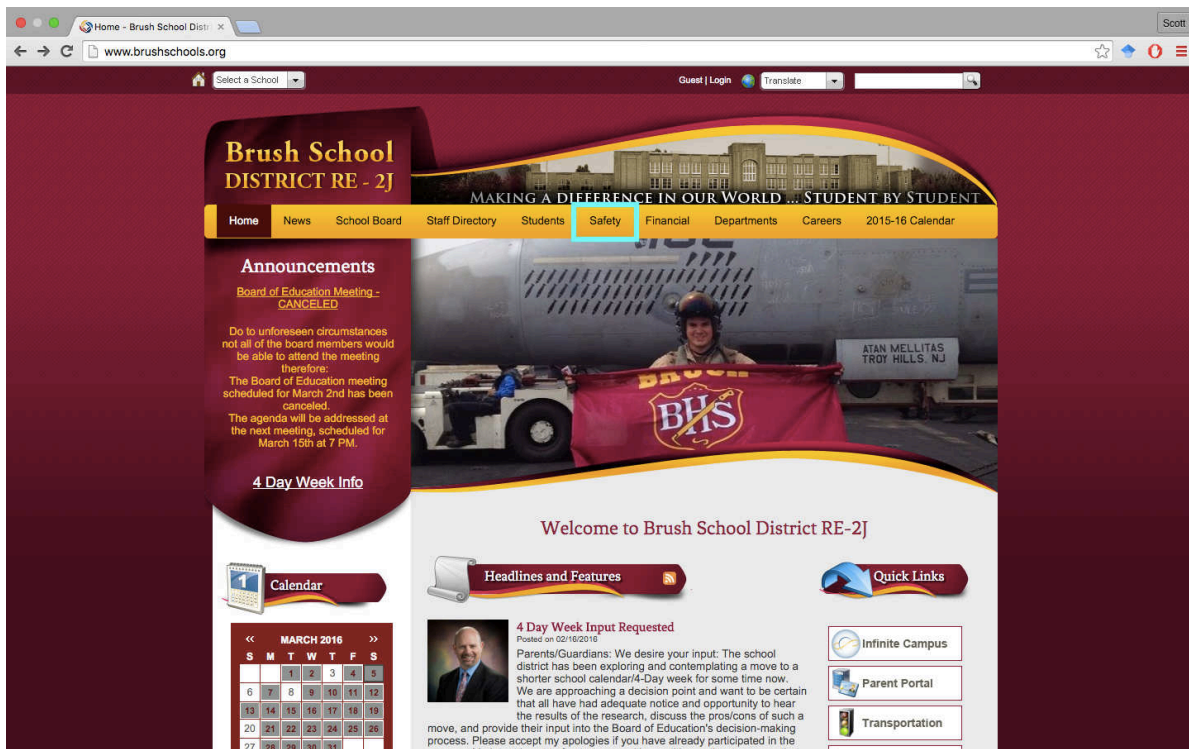 Home - Brush School Distri
Scott
www.brushschools.org
Select a School
Guest | Login
Translate
Brush School
DISTRICT RE - 2J
MAKING A DIFFERENCE IN OUR WORLD ... STUDENT BY STUDENT
Home News School Board Staff Directory Students Safety Financial Departments Careers 2015-16 Calendar
Announcements
Board of Education Meeting -
CANCELED
Do to unforeseen circumstances
not all of the board members would
be able to attend the meeting
therefore:
The Board of Education meeting
scheduled for March 2nd has been
canceled.
The agenda will be addressed at
the next meeting, scheduled for
March 15th at 7 PM.
4 Day Week Info
ATAN MELLITAS
TROY HILLS, NJ
BHS
Welcome to Brush School District RE-2J
1
Calendar
« MARCH 2016 »
S M T W T F S
1 2 3 4 5
6 7 8 9 10 11 12
13 14 15 16 17 18 19
20 21 22 23 24 25 26
27 28 29 30 31
Headlines and Features
4 Day Week Input Requested
Posted on 02/16/2016
Parents/Guardians: We desire your input: The school
district has been exploring and contemplating a move to a
shorter school calendar/4-Day week for some time now.
We are approaching a decision point and want to be certain
that all have had adequate notice and opportunity to hear
the results of the research, discuss the pros/cons of such a
move, and provide their input into the Board of Education's decision-making
process. Please accept my apologies if you have already participated in the
Quick Links
Infinite Campus
Parent Portal
Transportation